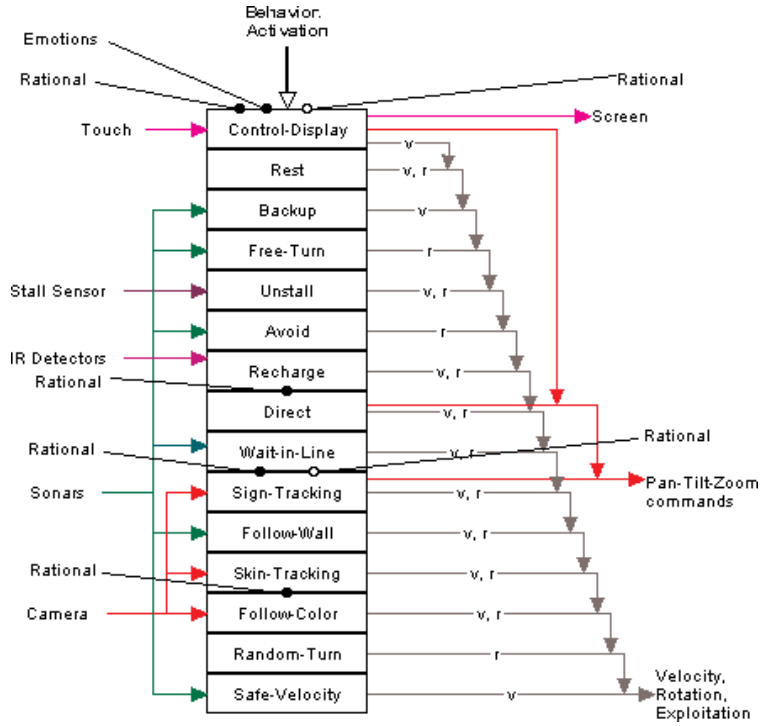 Behavior.
Activation
Emotions
Rational
Rational
Touch
Control-Display
Screen
v
Rest
v, r
Backup
v
Free-Turn
r
Stall Sensor
Unstall
v, r
Avoid
r
IR Detectors
Recharge
v, r
Rational
Direct
v, r
Rational
Wait-in-Line
v, r
Rational
Sonars
Sign-Tracking
v, r
Pan-Tilt-Zoom
commands
Follow-Wall
v, r
Rational
Skin-Tracking
v, r
Camera
Follow-Color
v, r
Random-Turn
r
Safe-Velocity
v
Velocity,
Rotation,
Exploitation